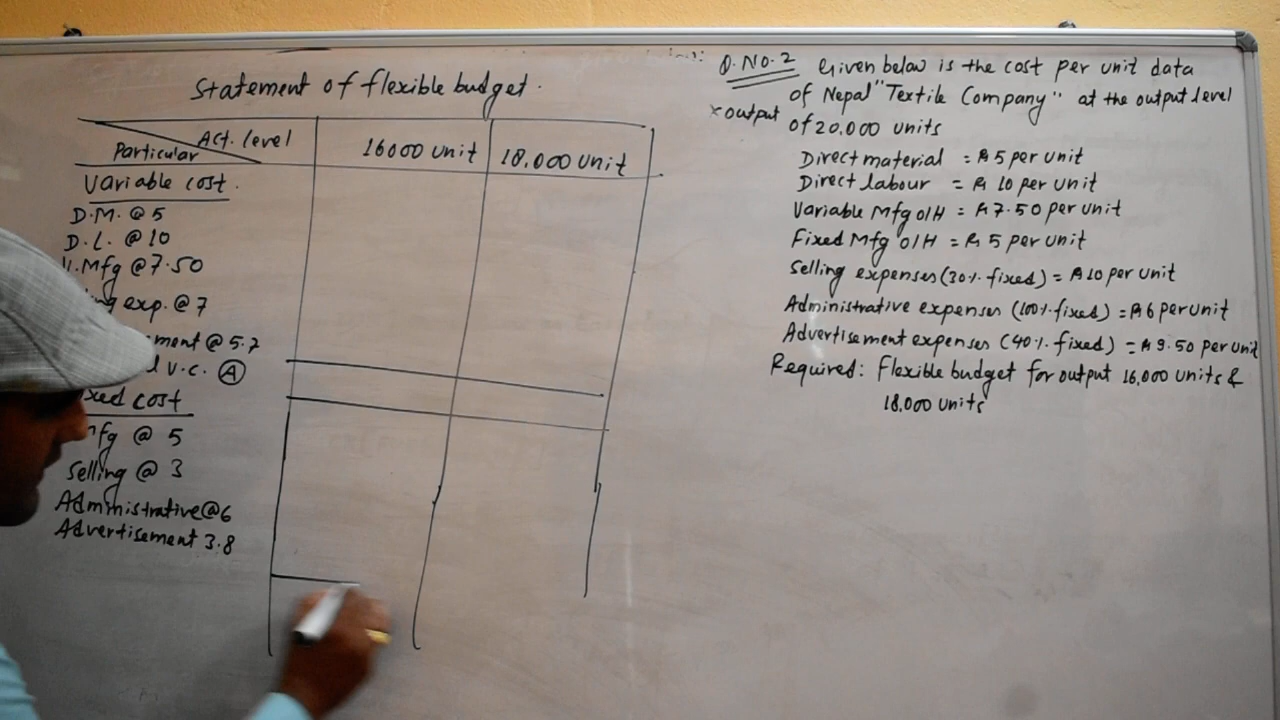 Statement of flexible budget.
Act. level
Particular
16000 Unit
18.000 Unit
Variable cost.
D.M. @ 5
D.L. @ 10
V.Mfg @ 7.50
exp. @ 7
ment @ 5.7
V.C. (A)
xed cost
mfg @ 5
Selling @ 3
Administrative @ 6
Advertisement 3.8
Q.No.2 Given below is the cost per unit data
of Nepal "Textile Company" at the output level
× output
of 20.000 units
Direct material = Rs 5 per unit
Direct labour = Rs 10 per unit
Variable Mfg o/H = Rs 7.50 per unit
Fixed Mfg o/H = Rs 5 per unit
Selling expenses (30% fixed) = Rs 10 per unit
Administrative expenses (100% fixed) = Rs 6 per unit
Advertisement expenses (40% fixed) = Rs 9.50 per unit
Required: Flexible budget for output 16,000 units &
18.000 units